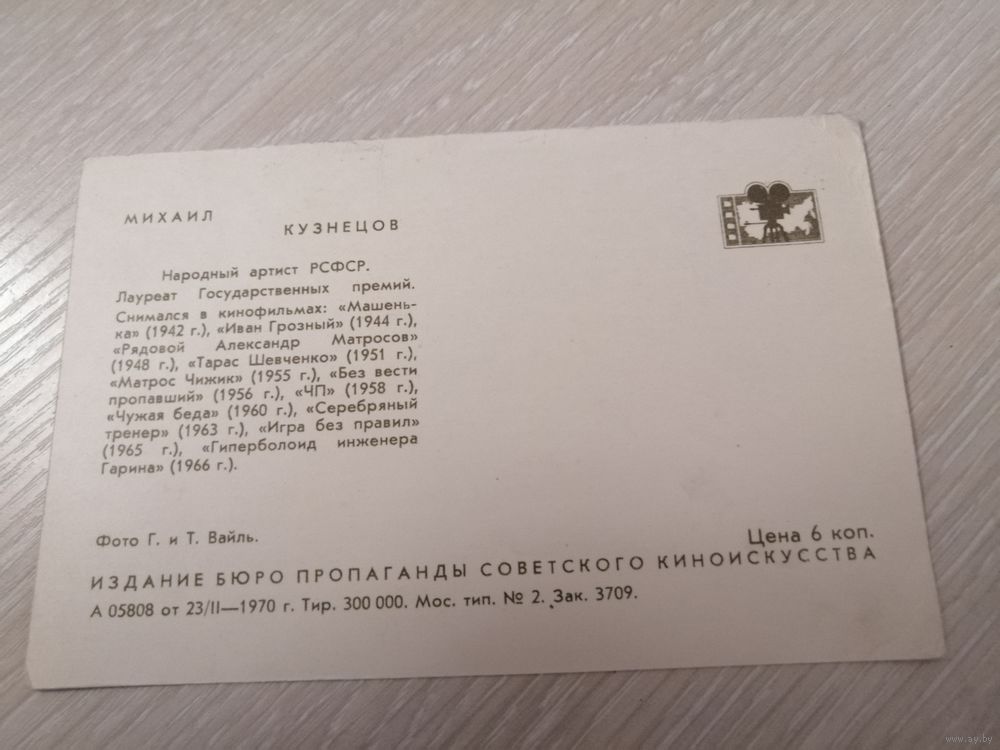 МИХАИЛ
КУЗНЕЦОВ
Народный артист РСФСР.
Лауреат Государственных премий.
Снимался в кинофильмах: «Машень-
ка» (1942 г.), «Иван Грозный» (1944 г.),
«Рядовой Александр Матросов»
(1948 г.), «Тарас Шевченко» (1951 г.),
«Матрос Чижик» (1955 г.), «Без вести
пропавший» (1956 г.), «ЧП» (1958 г.),
«Чужая беда» (1960 г.), «Серебряный
тренер» (1963 г.), «Игра без правил»
(1965 г.), «Гиперболоид инженера
Гарина» (1966 г.).
Фото Г. и Т. Вайль.
Цена 6 коп.
ИЗДАНИЕ БЮРО ПРОПАГАНДЫ СОВЕТСКОГО КИНОИСКУССТВА
А 05808 от 23/II—1970 г. Тир. 300 000. Мос. тип. № 2. Зак. 3709.
www.ay.by